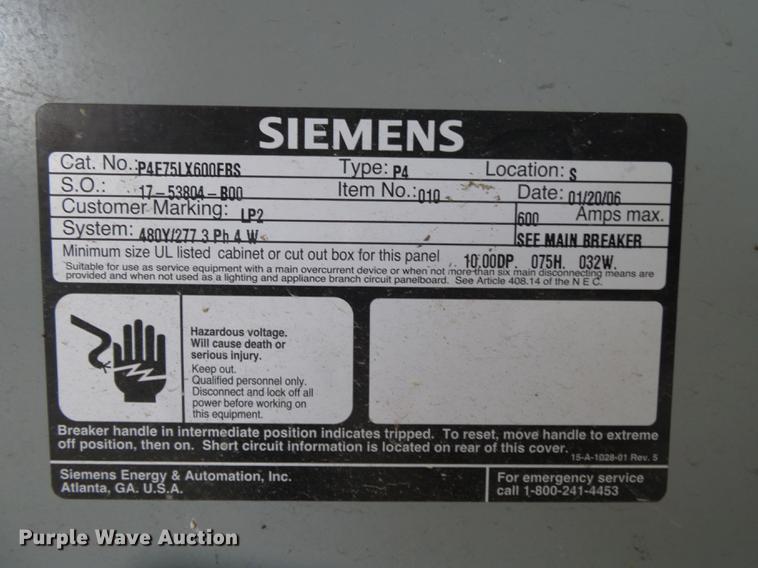 SIEMENS
Cat. No.: P4E75LX600EBS Type: P4 Location: S
S.O.: 17-53804-B00 Item No.: 010 Date: 01/20/06
Customer Marking: LP2 600 Amps max.
System: 480Y/277 3 Ph 4 W SEE MAIN BREAKER
Minimum size UL listed cabinet or cut out box for this panel 10.00DP. 075H. 032W.
Suitable for use as service equipment with a main overcurrent device or when not more than six main disconnecting means are
provided and when not used as a lighting and appliance branch circuit panelboard. See Article 408.14 of the N E C.
Hazardous voltage.
Will cause death or
serious injury.
Keep out.
Qualified personnel only.
Disconnect and lock off all
power before working on
this equipment.
Breaker handle in intermediate position indicates tripped. To reset, move handle to extreme
off position, then on. Short circuit information is located on rear of this cover.
15-A-1028-01 Rev. 5
Siemens Energy & Automation, Inc.
Atlanta, GA. U.S.A.
For emergency service
call 1-800-241-4453
Purple Wave Auction